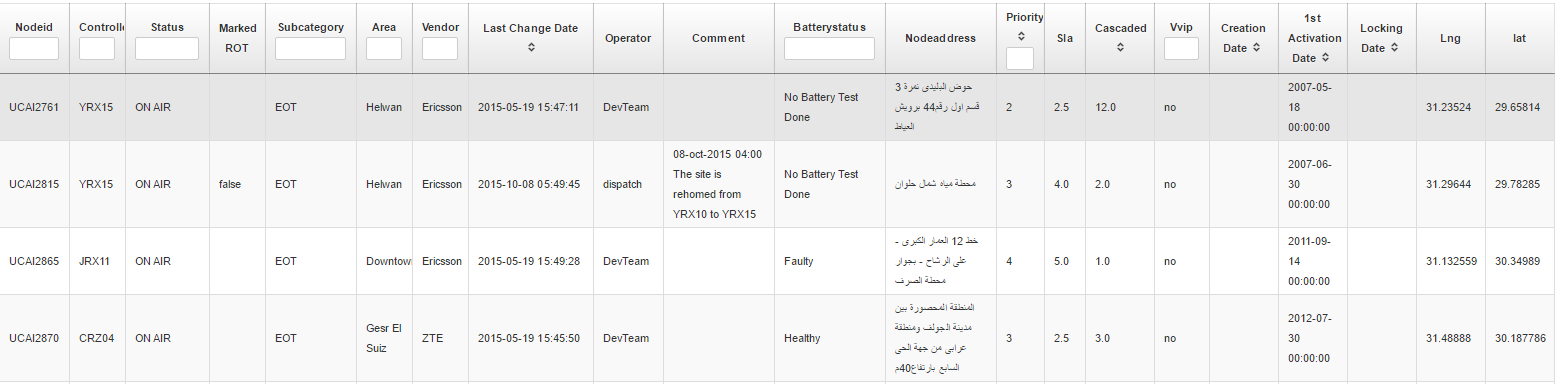 Nodeid Controlle Status Marked ROT Subcategory Area Vendor Last Change Date Operator Comment Batterystatus Nodeaddress Priority Sla Cascaded Vvip Creation Date 1st Activation Date Locking Date Lng lat
UCAI2761 YRX15 ON AIR EOT Helwan Ericsson 2015-05-19 15:47:11 DevTeam
No Battery Test
Done
حوض البليدى نمرة 3
قسم اول رقم44 برويش
العياط
2 2.5 12.0 no
2007-05-
18
00:00:00
31.23524 29.65814
UCAI2815 YRX15 ON AIR false EOT Helwan Ericsson 2015-10-08 05:49:45 dispatch
08-oct-2015 04:00
The site is
rehomed from
YRX10 to YRX15
No Battery Test
Done
محطة مياه شمال حلوان
3 4.0 2.0 no
2007-06-
30
00:00:00
31.29644 29.78285
UCAI2865 JRX11 ON AIR EOT Downtow Ericsson 2015-05-19 15:49:28 DevTeam
Faulty
خط 12 العمار الكبرى -
على الرشاح - بجوار
محطة الصرف
4 5.0 1.0 no
2011-09-
14
00:00:00
31.132559 30.34989
UCAI2870 CRZ04 ON AIR EOT
Gesr El
Suiz
ZTE 2015-05-19 15:45:50 DevTeam
Healthy
المنطقة المحصورة بين
مدينة الجولف ومنطقة
عرابى من جهة الحى
السابع بارتفاع40م
3 2.5 3.0 no
2012-07-
30
00:00:00
31.48888 30.187786